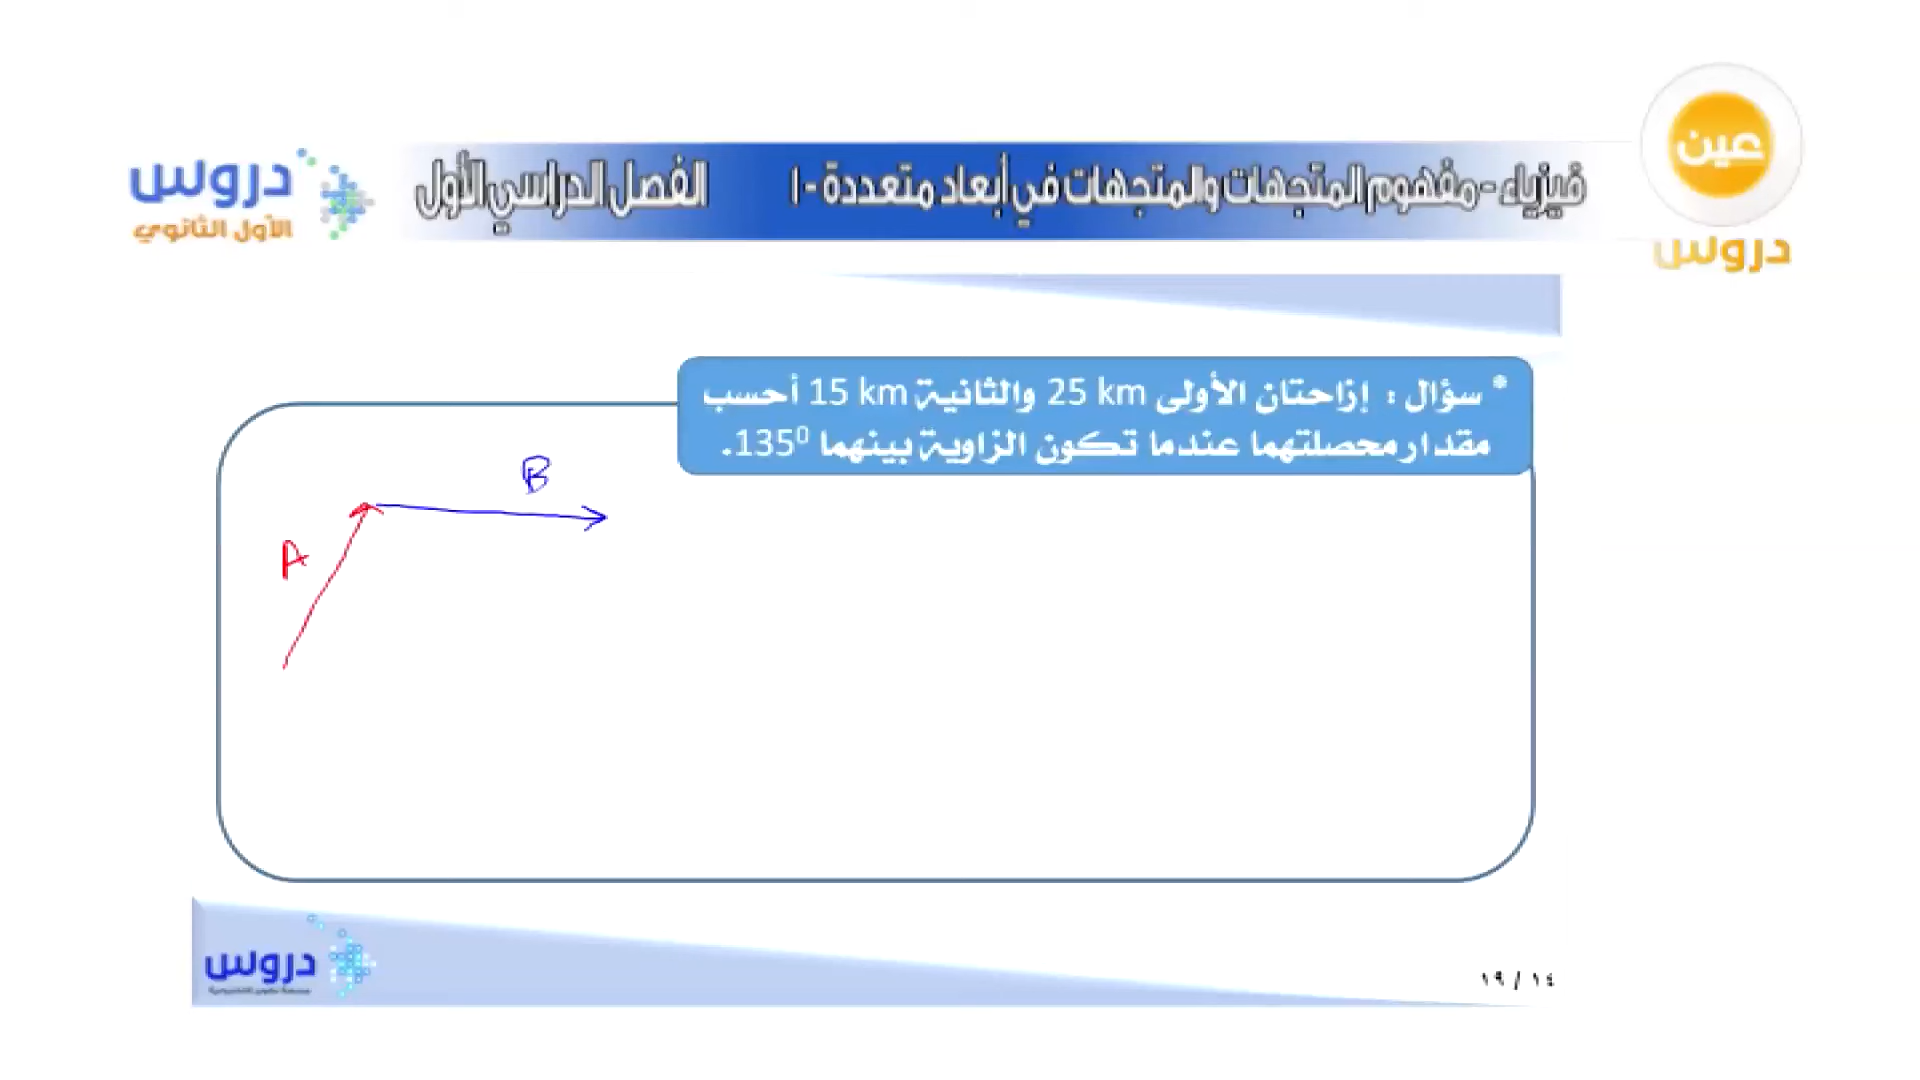 عين
دروس
فيزياء - مفهوم المتجهات والمتجهات في أبعاد متعددة - ١
الفصل الدراسي الأول
دروس
الأول الثانوي
* سؤال : إزاحتان الأولى 25 km والثانية 15 km أحسب
مقدار محصلتهما عندما تكون الزاوية بينهما 135⁰.
B
A
دروس
١٤ / ١٩